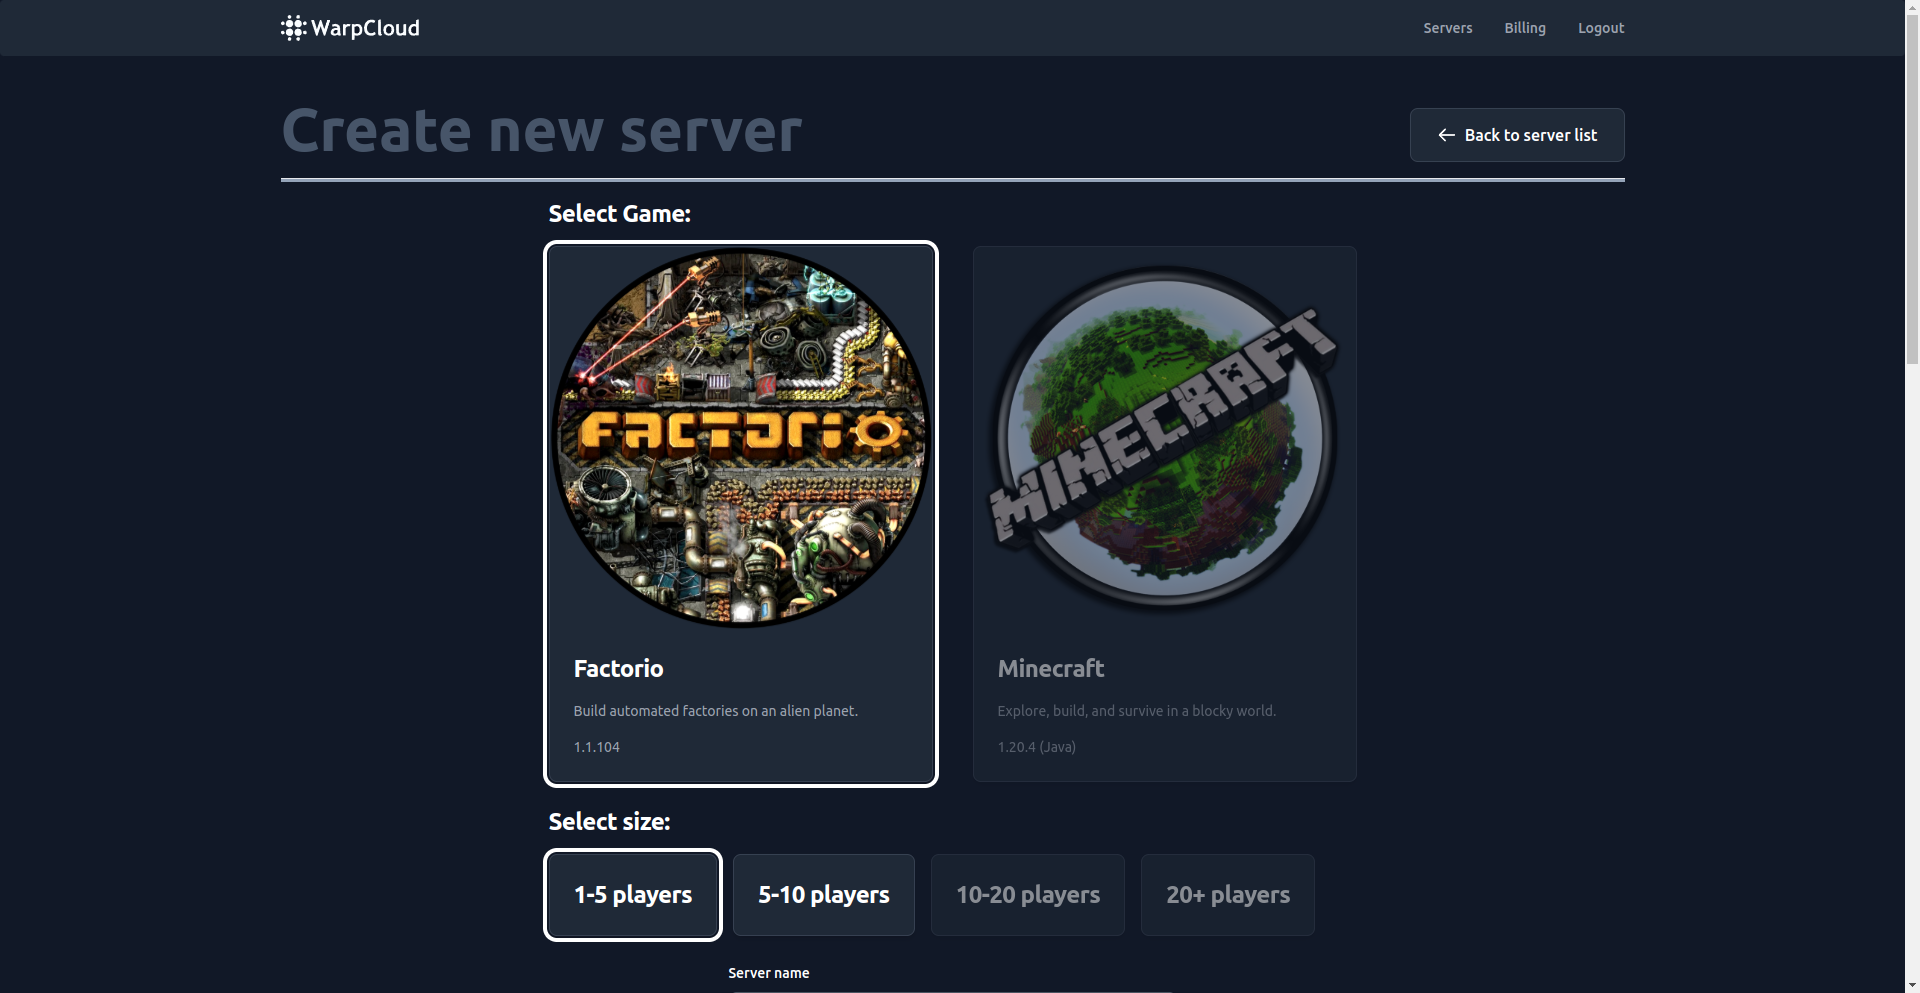 WarpCloud
Servers
Billing
Logout
Create new server
← Back to server list
Select Game:
FACTORIO
MINECRAFT
Factorio
Build automated factories on an alien planet.
1.1.104
Minecraft
Explore, build, and survive in a blocky world.
1.20.4 (Java)
Select size:
1-5 players
5-10 players
10-20 players
20+ players
Server name